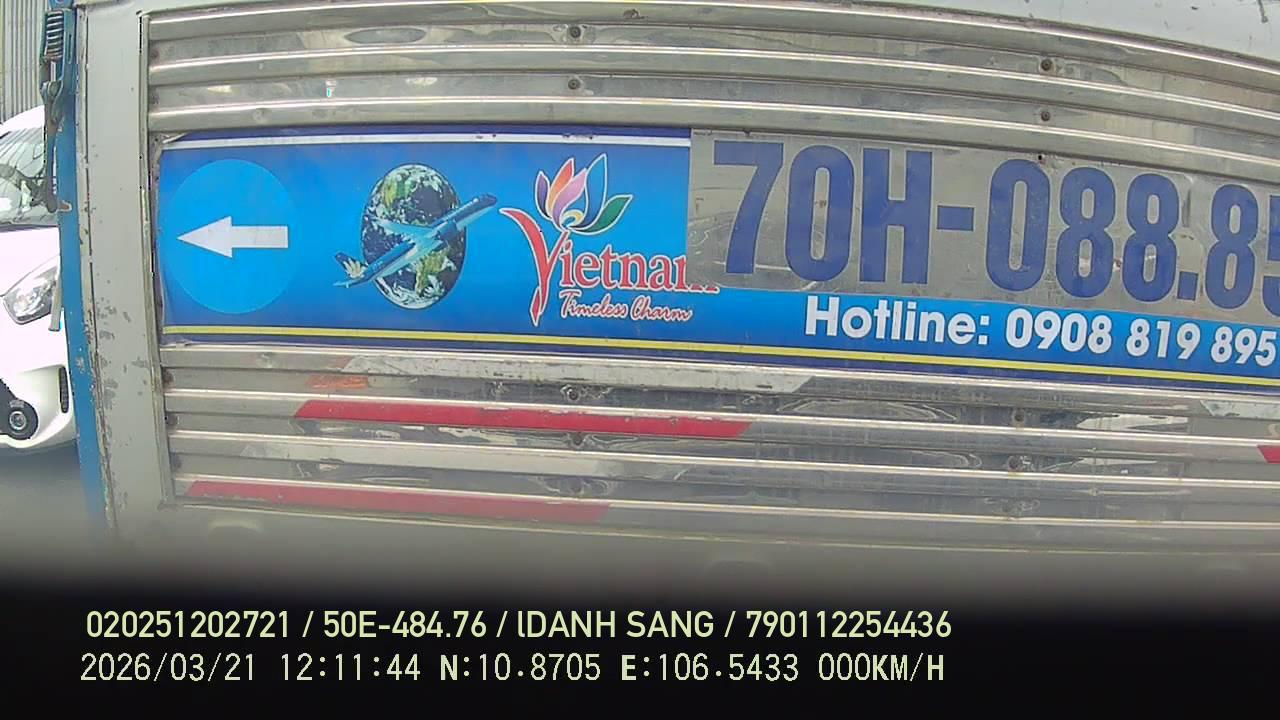 70H-088.85
Vietnam
Timeless Charm
Hotline: 0908 819 895
020251202721 / 50E-484.76 / lDANH SANG / 790112254436
2026/03/21 12:11:44 N:10.8705 E:106.5433 000KM/H